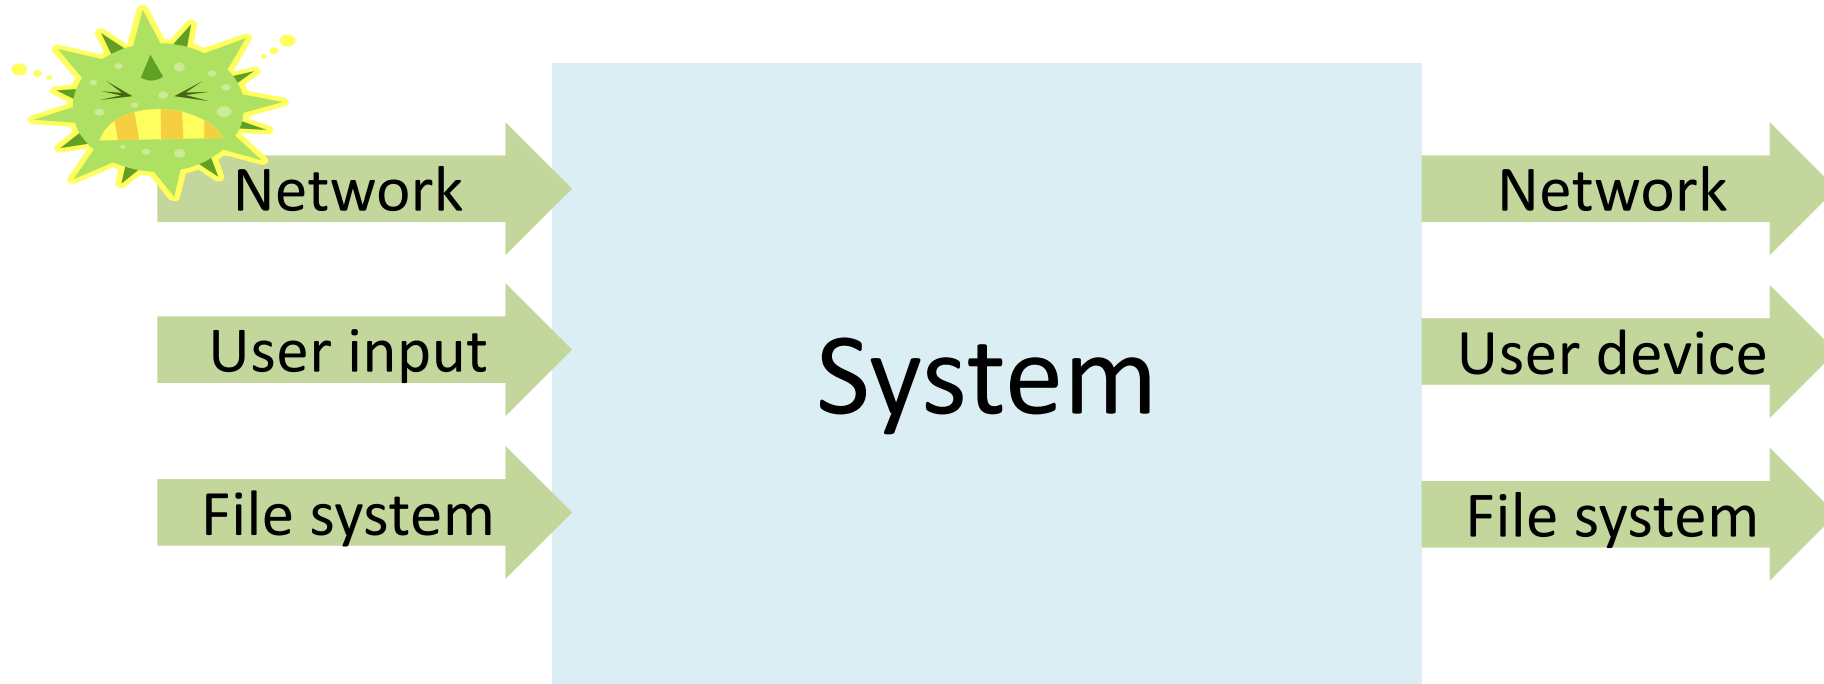 Network
User input
File system
System
Network
User device
File system